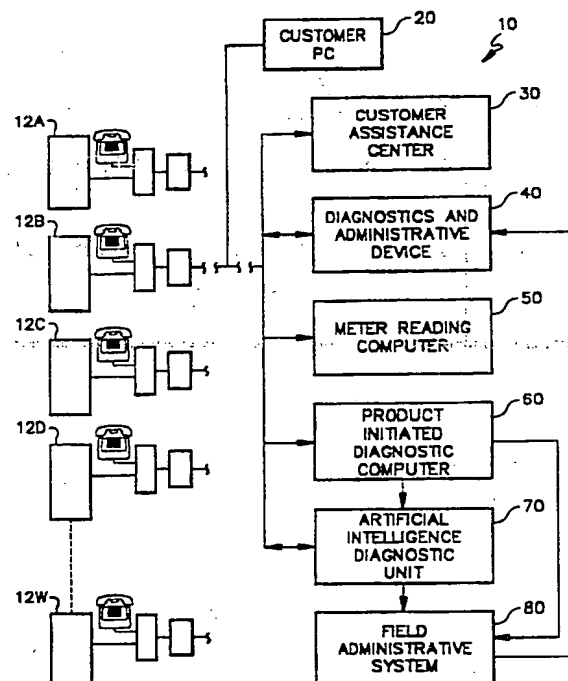 20
CUSTOMER
PC
10
30
CUSTOMER
ASSISTANCE
CENTER
12A
40
DIAGNOSTICS AND
ADMINISTRATIVE
DEVICE
12B
50
METER READING
COMPUTER
12C
60
PRODUCT
INITIATED
DIAGNOSTIC
COMPUTER
12D
70
ARTIFICIAL
INTELLIGENCE
DIAGNOSTIC
UNIT
12W
80
FIELD
ADMINISTRATIVE
SYSTEM